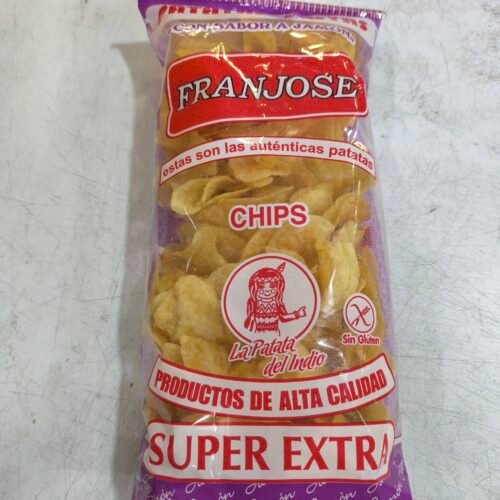 CON SABOR A JAMÓN
FRANJOSE
estas son las auténticas patatas
CHIPS
La Patata
del Indio
Sin Gluten
PRODUCTOS DE ALTA CALIDAD
SUPER EXTRA